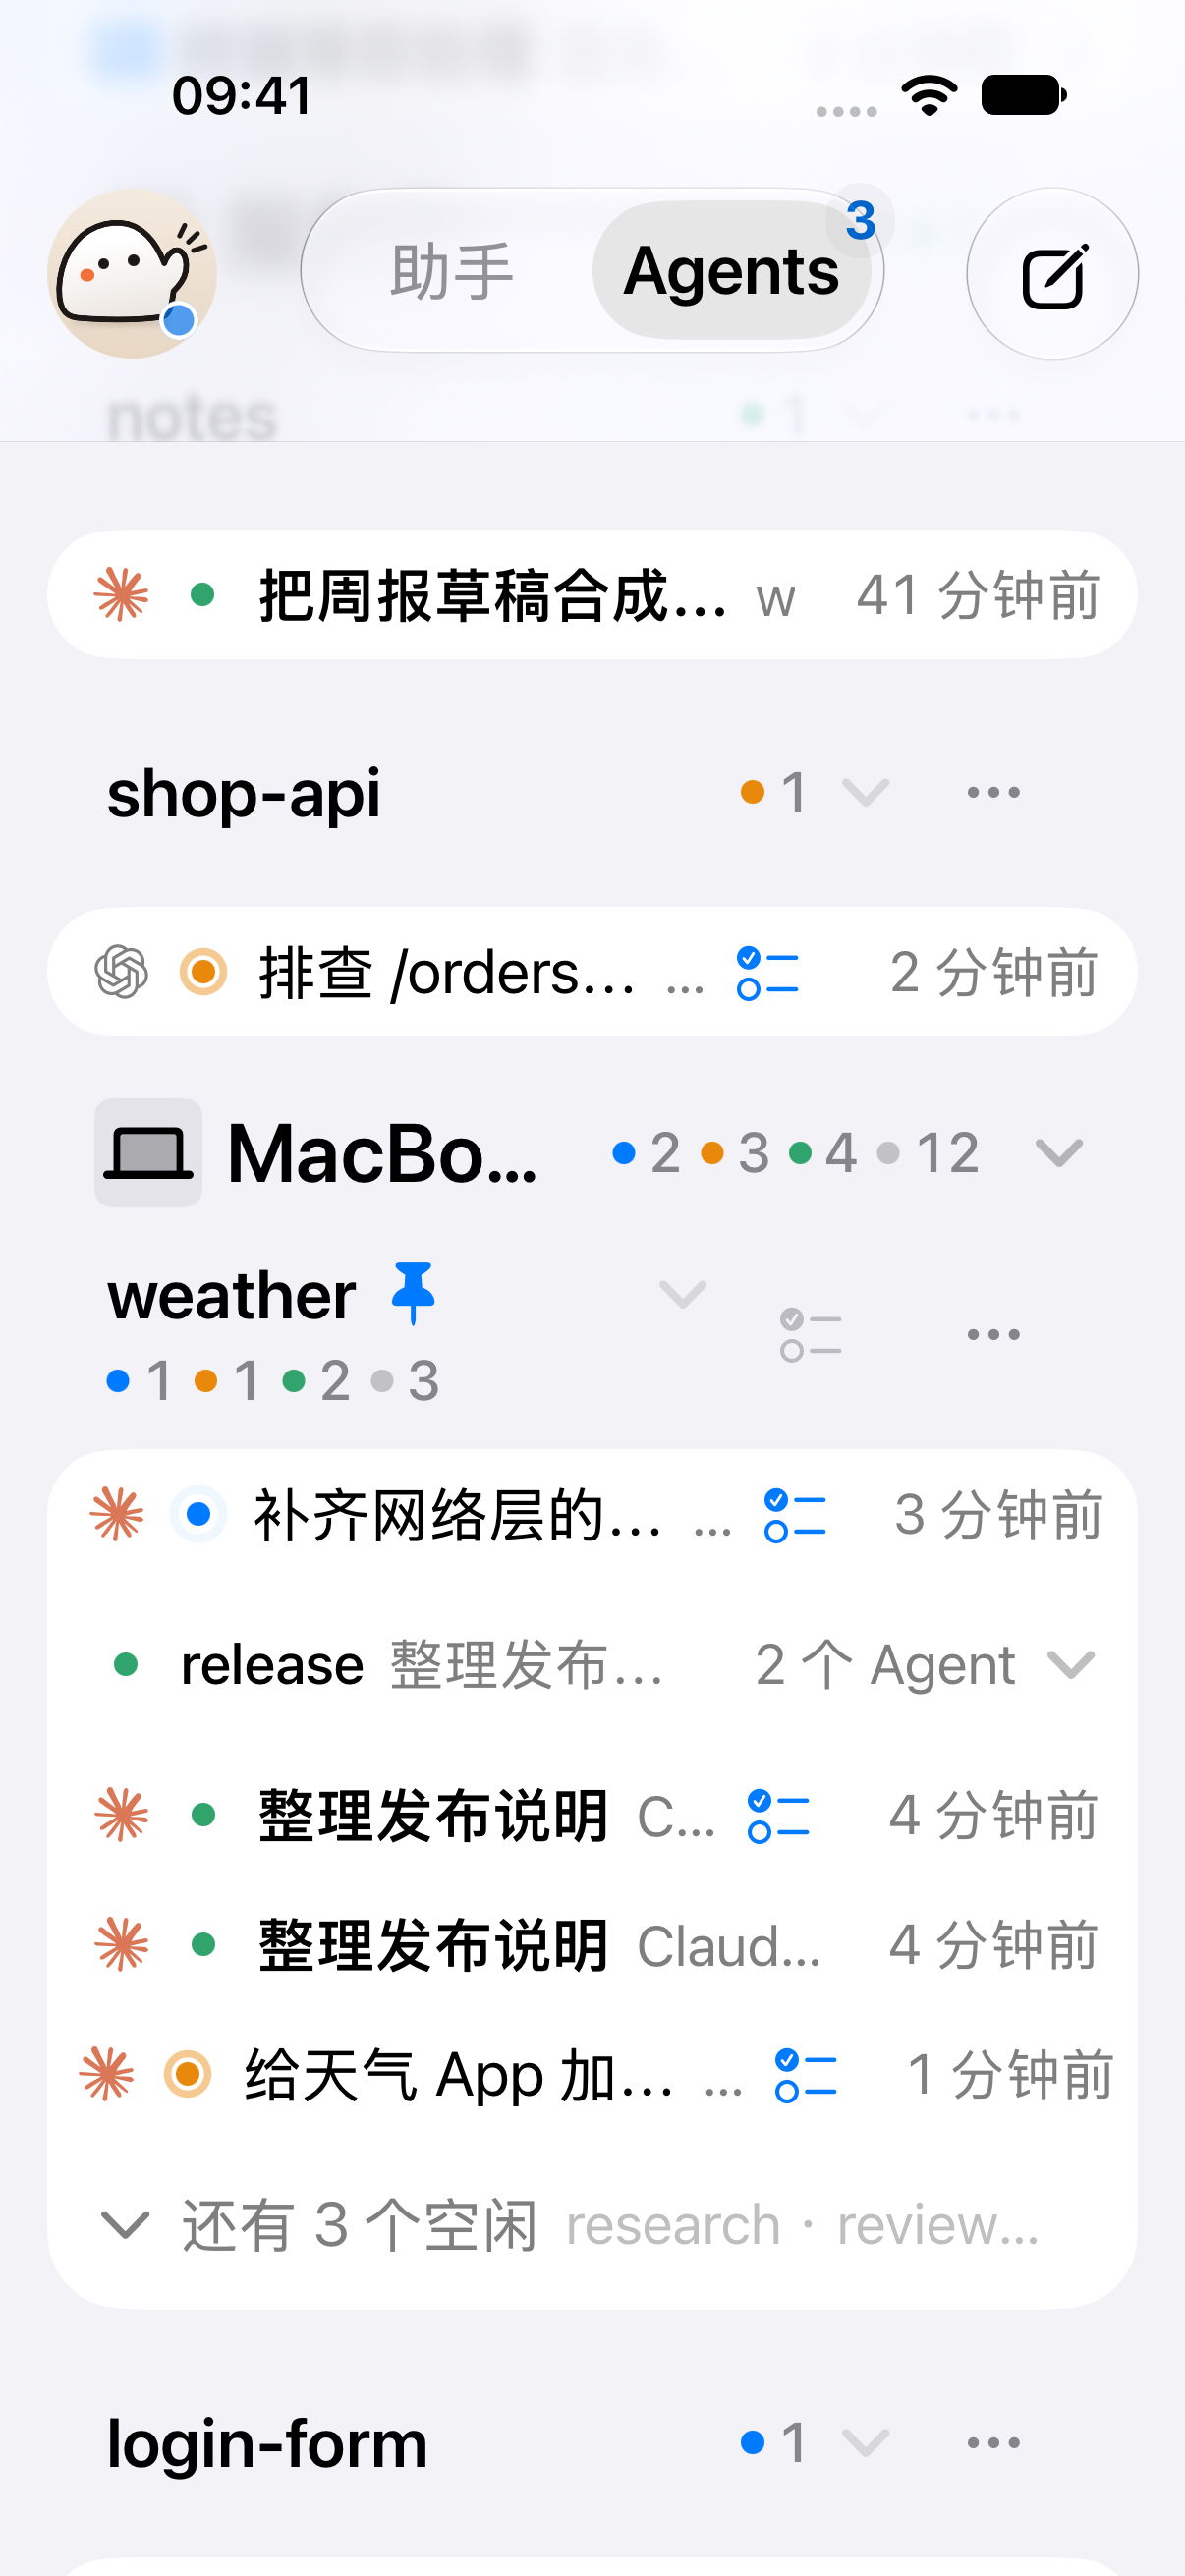 09:41
助手
Agents
3
notes
1
把周报草稿合成… w 41 分钟前
shop-api 1
排查 /orders… ... 2 分钟前
MacBo... 2 3 4 12
weather
1 1 2 3
补齐网络层的… ... 3 分钟前
release 整理发布… 2 个 Agent
整理发布说明 C... 4 分钟前
整理发布说明 Claud... 4 分钟前
给天气 App 加… ... 1 分钟前
还有 3 个空闲 research · review...
login-form 1